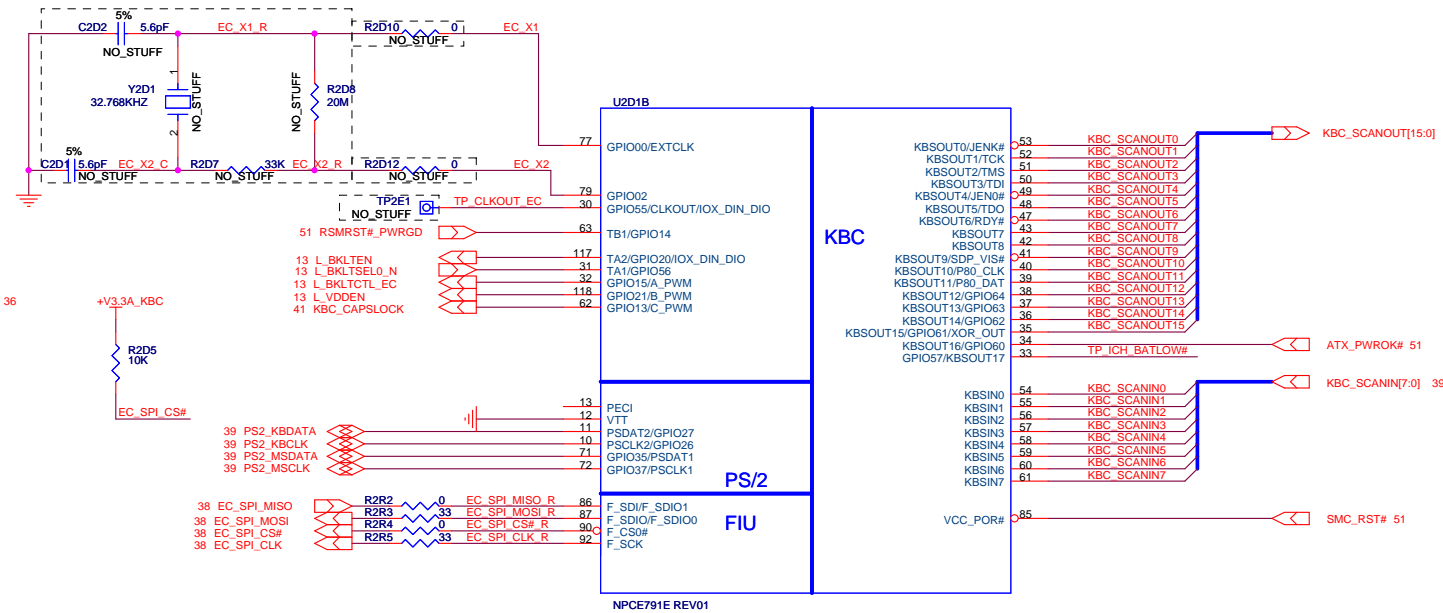 5%
C2D2 5.6pF EC_X1_R R2D10 0 EC_X1
NO_STUFF NO_STUFF
1
Y2D1 NO_STUFF R2D8
32.768KHZ 20M
2
5%
C2D1 5.6pF EC_X2_C R2D7 33K EC_X2_R R2D12 0 EC_X2
NO_STUFF NO_STUFF NO_STUFF
TP2E1 TP_CLKOUT_EC
NO_STUFF
51 RSMRST#_PWRGD
13 L_BKLTEN
13 L_BKLTSEL0_N
13 L_BKLTCTL_EC
13 L_VDDEN
41 KBC_CAPSLOCK
36
+V3.3A_KBC
R2D5
10K
EC_SPI_CS#
39 PS2_KBDATA
39 PS2_KBCLK
39 PS2_MSDATA
39 PS2_MSCLK
38 EC_SPI_MISO R2R2 0 EC_SPI_MISO_R
38 EC_SPI_MOSI R2R3 33 EC_SPI_MOSI_R
38 EC_SPI_CS# R2R4 0 EC_SPI_CS#_R
38 EC_SPI_CLK R2R5 33 EC_SPI_CLK_R
U2D1B
77 GPIO00/EXTCLK
79 GPIO02
30 GPIO55/CLKOUT/IOX_DIN_DIO
63 TB1/GPIO14
117 TA2/GPIO20/IOX_DIN_DIO
31 TA1/GPIO56
32 GPIO15/A_PWM
118 GPIO21/B_PWM
62 GPIO13/C_PWM
13 PECI
12 VTT
11 PSDAT2/GPIO27
10 PSCLK2/GPIO26
71 GPIO35/PSDAT1
72 GPIO37/PSCLK1
PS/2
86 F_SDI/F_SDIO1
87 F_SDIO/F_SDIO0
90 F_CS0#
92 F_SCK
FIU
KBC
KBSOUT0/JENK# 53 KBC_SCANOUT0
KBSOUT1/TCK 52 KBC_SCANOUT1
KBSOUT2/TMS 51 KBC_SCANOUT2
KBSOUT3/TDI 50 KBC_SCANOUT3
KBSOUT4/JEN0# 49 KBC_SCANOUT4
KBSOUT5/TDO 48 KBC_SCANOUT5
KBSOUT6/RDY# 47 KBC_SCANOUT6
KBSOUT7 43 KBC_SCANOUT7
KBSOUT8 42 KBC_SCANOUT8
KBSOUT9/SDP_VIS# 41 KBC_SCANOUT9
KBSOUT10/P80_CLK 40 KBC_SCANOUT10
KBSOUT11/P80_DAT 39 KBC_SCANOUT11
KBSOUT12/GPIO64 38 KBC_SCANOUT12
KBSOUT13/GPIO63 37 KBC_SCANOUT13
KBSOUT14/GPIO62 36 KBC_SCANOUT14
KBSOUT15/GPIO61/XOR_OUT 35 KBC_SCANOUT15
KBSOUT16/GPIO60 34
GPIO57/KBSOUT17 33 TP_ICH_BATLOW#
KBC_SCANOUT[15:0]
ATX_PWROK# 51
KBSIN0 54 KBC_SCANIN0
KBSIN1 55 KBC_SCANIN1
KBSIN2 56 KBC_SCANIN2
KBSIN3 57 KBC_SCANIN3
KBSIN4 58 KBC_SCANIN4
KBSIN5 59 KBC_SCANIN5
KBSIN6 60 KBC_SCANIN6
KBSIN7 61 KBC_SCANIN7
KBC_SCANIN[7:0] 39
VCC_POR# 85
SMC_RST# 51
NPCE791E REV01